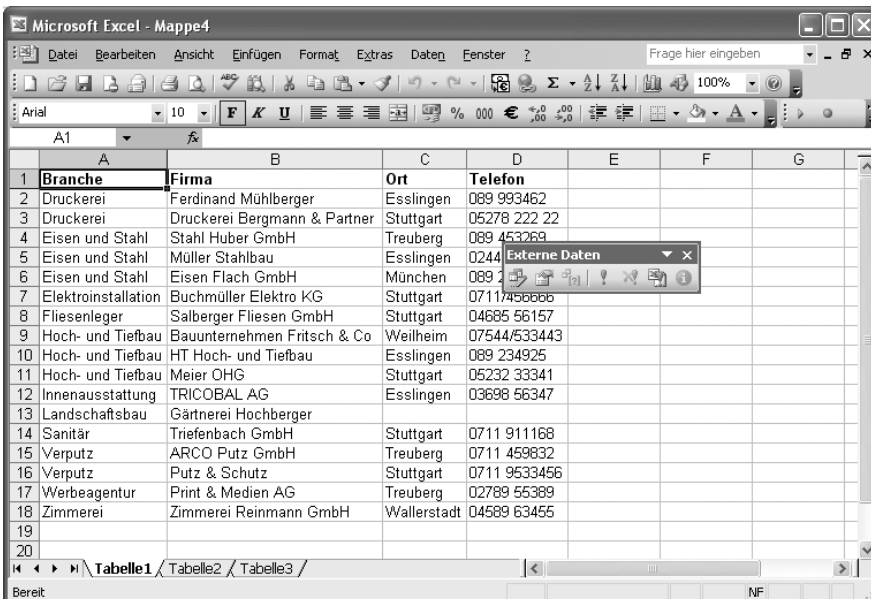 Microsoft Excel - Mappe4
Datei Bearbeiten Ansicht Einfügen Format Extras Daten Fenster ? Frage hier eingeben
ABC Σ 100%
Arial 10 F K U % 000 € A
A1 fx
A B C D E F G
1 Branche Firma Ort Telefon
2 Druckerei Ferdinand Mühlberger Esslingen 089 993462
3 Druckerei Druckerei Bergmann & Partner Stuttgart 05278 222 22
4 Eisen und Stahl Stahl Huber GmbH Treuberg 089 453269
5 Eisen und Stahl Müller Stahlbau Esslingen 0244
Externe Daten
6 Eisen und Stahl Eisen Flach GmbH München 089
7 Elektroinstallation Buchmüller Elektro KG Stuttgart 0711/456666
8 Fliesenleger Salberger Fliesen GmbH Stuttgart 04685 56157
9 Hoch- und Tiefbau Bauunternehmen Fritsch & Co Weilheim 07544/533443
10 Hoch- und Tiefbau HT Hoch- und Tiefbau Esslingen 089 234925
11 Hoch- und Tiefbau Meier OHG Stuttgart 05232 33341
12 Innenausstattung TRICOBAL AG Esslingen 03698 56347
13 Landschaftsbau Gärtnerei Hochberger
14 Sanitär Triefenbach GmbH Stuttgart 0711 911168
15 Verputz ARCO Putz GmbH Treuberg 0711 459832
16 Verputz Putz & Schutz Stuttgart 0711 9533456
17 Werbeagentur Print & Medien AG Treuberg 02789 55389
18 Zimmerei Zimmerei Reinmann GmbH Wallerstadt 04589 63455
19
20
Tabelle1 Tabelle2 Tabelle3
Bereit NF